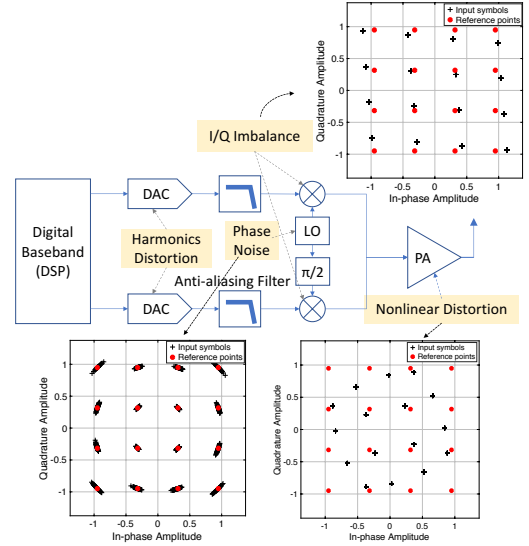 + Input symbols
Reference points
1
0.5
0
-0.5
-1
Quadrature Amplitude
-1
0
1
In-phase Amplitude
I/Q Imbalance
DAC
Digital
Baseband
(DSP)
Harmonics
Distortion
Phase
Noise
LO
π/2
PA
Anti-aliasing Filter
DAC
Nonlinear Distortion
+ Input symbols
Reference points
1
0.5
0
-0.5
-1
Quadrature Amplitude
-1
-0.5
0
0.5
1
In-phase Amplitude
+ Input symbols
Reference points
1
0.5
0
-0.5
-1
Quadrature Amplitude
-1
-0.5
0
0.5
1
In-phase Amplitude